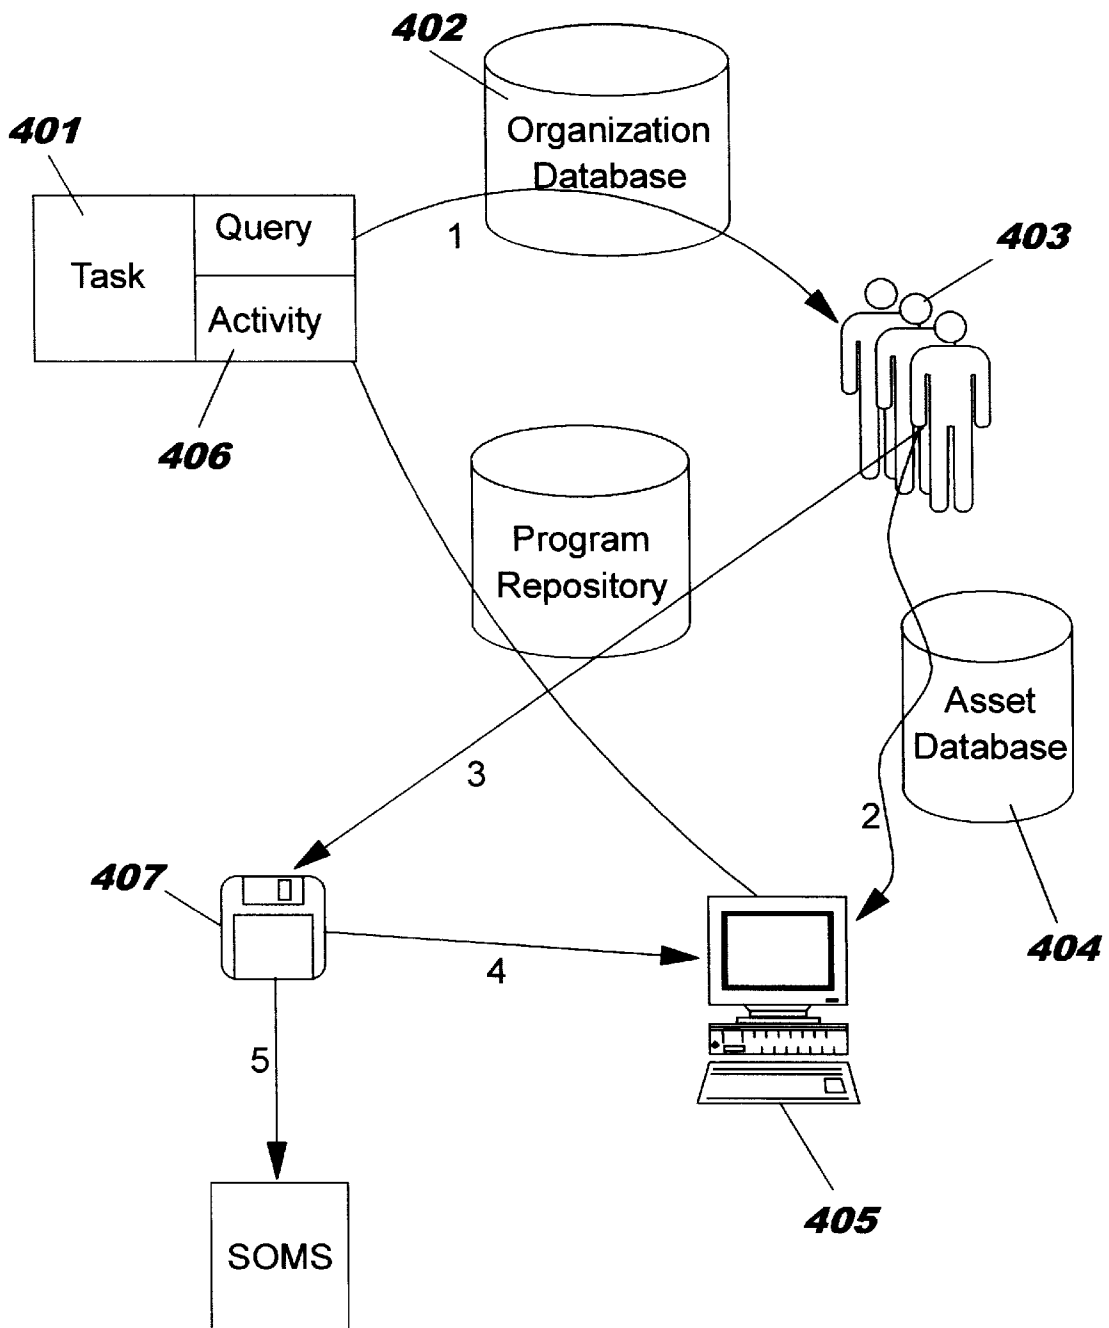 402
Organization
Database
401
Query
Task
Activity
1
403
406
Program
Repository
Asset
Database
3
2
407
4
404
5
405
SOMS